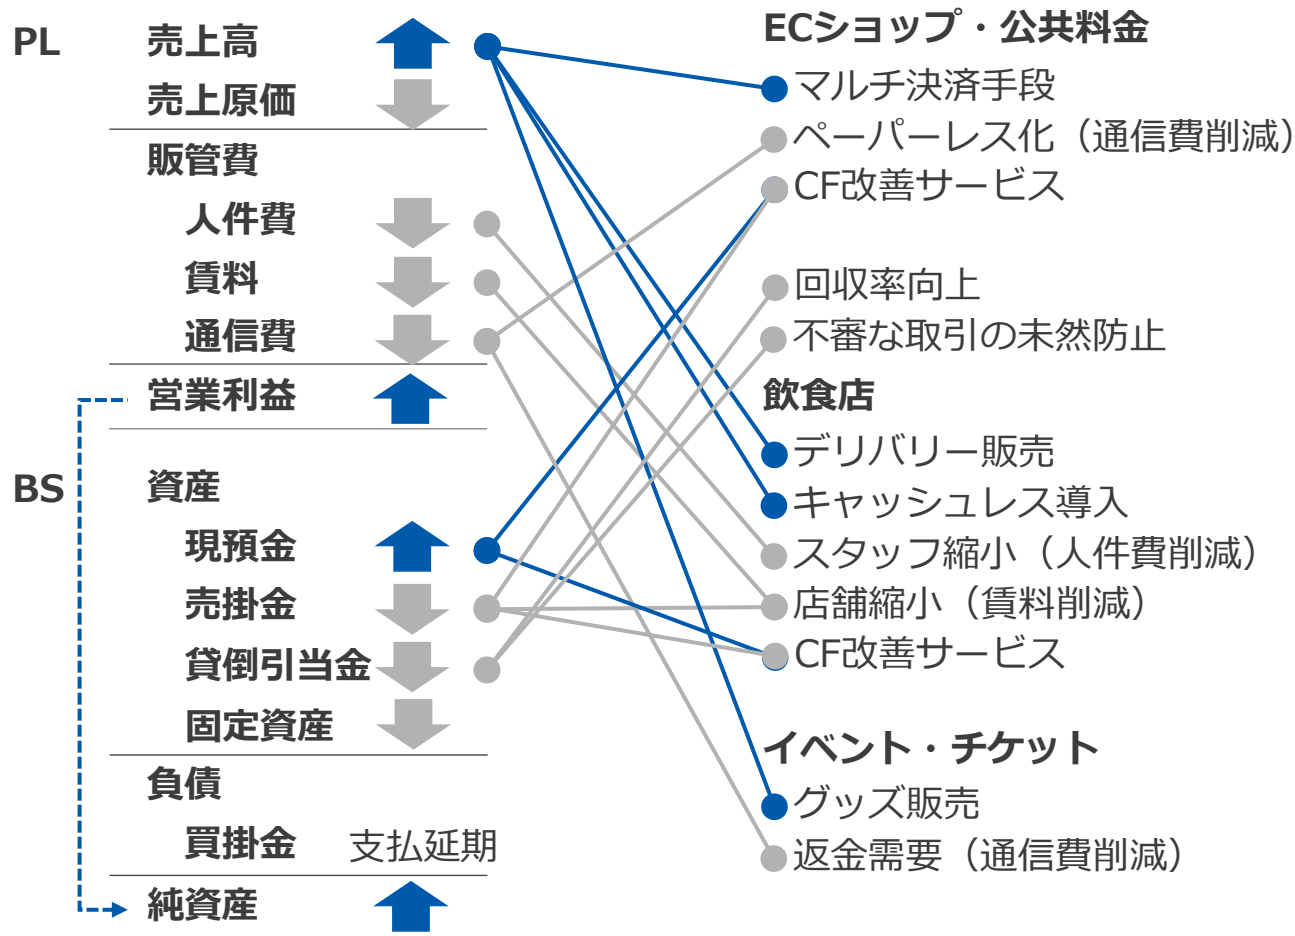 PL
売上高
売上原価
販管費
人件費
賃料
通信費
営業利益
BS
資産
現預金
売掛金
貸倒引当金
固定資産
負債
買掛金 支払延期
純資産
ECショップ・公共料金
マルチ決済手段
ペーパーレス化（通信費削減）
CF改善サービス
回収率向上
不審な取引の未然防止
飲食店
デリバリー販売
キャッシュレス導入
スタッフ縮小（人件費削減）
店舗縮小（賃料削減）
CF改善サービス
イベント・チケット
グッズ販売
返金需要（通信費削減）